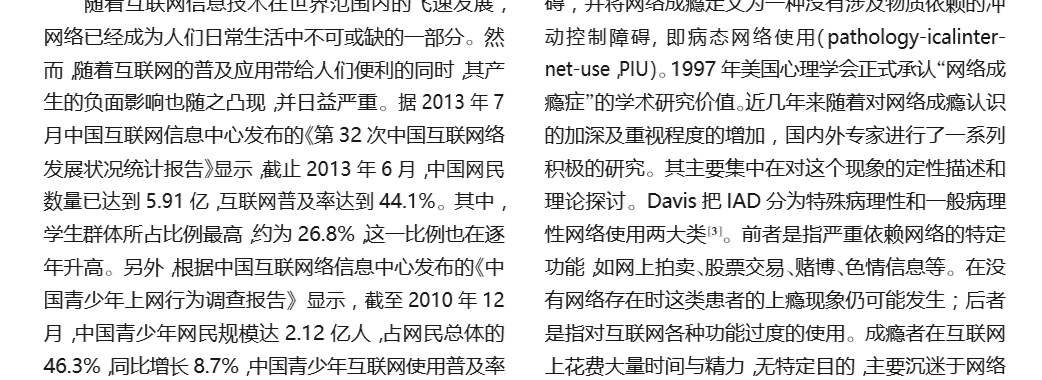 随着互联网信息技术在世界范围内的飞速发展，
网络已经成为人们日常生活中不可或缺的一部分。然
而，随着互联网的普及应用带给人们便利的同时，其产
生的负面影响也随之凸现，并日益严重。据 2013 年 7
月中国互联网信息中心发布的《第 32 次中国互联网络
发展状况统计报告》显示，截止 2013 年 6 月，中国网民
数量已达到 5.91 亿，互联网普及率达到 44.1%。其中，
学生群体所占比例最高，约为 26.8%，这一比例也在逐
年升高。另外，根据中国互联网络信息中心发布的《中
国青少年上网行为调查报告》显示，截至 2010 年 12
月，中国青少年网民规模达 2.12 亿人，占网民总体的
46.3%，同比增长 8.7%，中国青少年互联网使用普及率
碍，并将网络成瘾定义为一种没有涉及物质依赖的冲
动控制障碍，即病态网络使用(pathology-icalinter-
net-use，PIU)。1997 年美国心理学会正式承认“网络成
瘾症”的学术研究价值。近几年来随着对网络成瘾认识
的加深及重视程度的增加，国内外专家进行了一系列
积极的研究。其主要集中在对这个现象的定性描述和
理论探讨。Davis 把 IAD 分为特殊病理性和一般病理
性网络使用两大类[3]。前者是指严重依赖网络的特定
功能，如网上拍卖、股票交易、赌博、色情信息等。在没
有网络存在时这类患者的上瘾现象仍可能发生；后者
是指对互联网各种功能过度的使用。成瘾者在互联网
上花费大量时间与精力，无特定目的，主要沉迷于网络